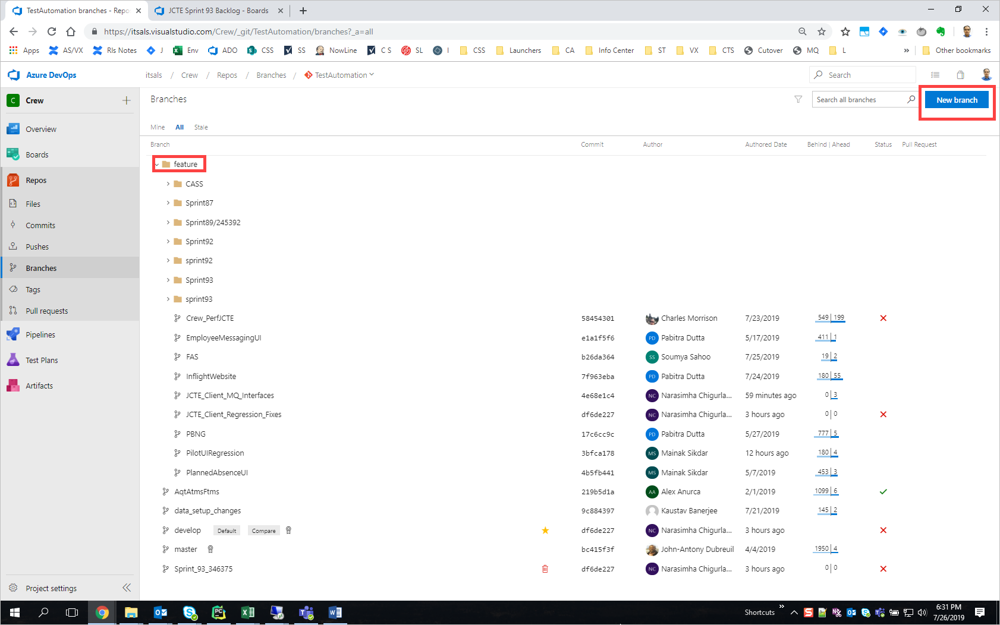 TestAutomation branches - Repo
JCTE Sprint 93 Backlog - Boards
https://itsals.visualstudio.com/Crew/_git/TestAutomation/branches?_a=all
Apps AS/VX RIs Notes J Env ADO CSS SS NowLine C S SL I CSS Launchers CA Info Center ST VX CTS Cutover MQ L » Other bookmarks
Azure DevOps itsals / Crew / Repos / Branches / TestAutomation Search
C Crew
Branches Search all branches New branch
Overview
Mine All Stale
Branch Commit Author Authored Date Behind | Ahead Status Pull Request
Boards
feature
Repos
CASS
Files
Sprint87
Commits
Sprint89/245392
Pushes
Sprint92
Branches
sprint92
Tags
Sprint93
sprint93
Pull requests
Crew_PerfJCTE 58454301 Charles Morrison 7/23/2019 549 199
Pipelines
EmployeeMessagingUI e1a1f5f6 PD Pabitra Dutta 5/17/2019 411 1
Test Plans
FAS b26da364 SS Soumya Sahoo 7/25/2019 19 2
InflightWebsite 7f963eba PD Pabitra Dutta 7/24/2019 180 55
Artifacts
JCTE_Client_MQ_Interfaces 4e68e1c4 NC Narasimha Chigurla... 59 minutes ago 0 3
JCTE_Client_Regression_Fixes df6de227 NC Narasimha Chigurla... 3 hours ago 0 0
PBNG 17c6cc9c PD Pabitra Dutta 5/27/2019 777 5
PilotUIRegression 3bfca178 MS Mainak Sikdar 12 hours ago 180 4
PlannedAbsenceUI 4b5fb441 MS Mainak Sikdar 5/7/2019 453 3
AqtAtmsFtms 219b5d1a AA Alex Anurca 2/1/2019 1099 6
data_setup_changes 9c884397 Kaustav Banerjee 7/21/2019 145 2
develop Default Compare df6de227 NC Narasimha Chigurla... 3 hours ago
master bc415f3f John-Antony Dubreuil 4/4/2019 1950 4
Sprint_93_346375 df6de227 NC Narasimha Chigurla... 3 hours ago 0 0
Project settings
Shortcuts » 6:31 PM
7/26/2019